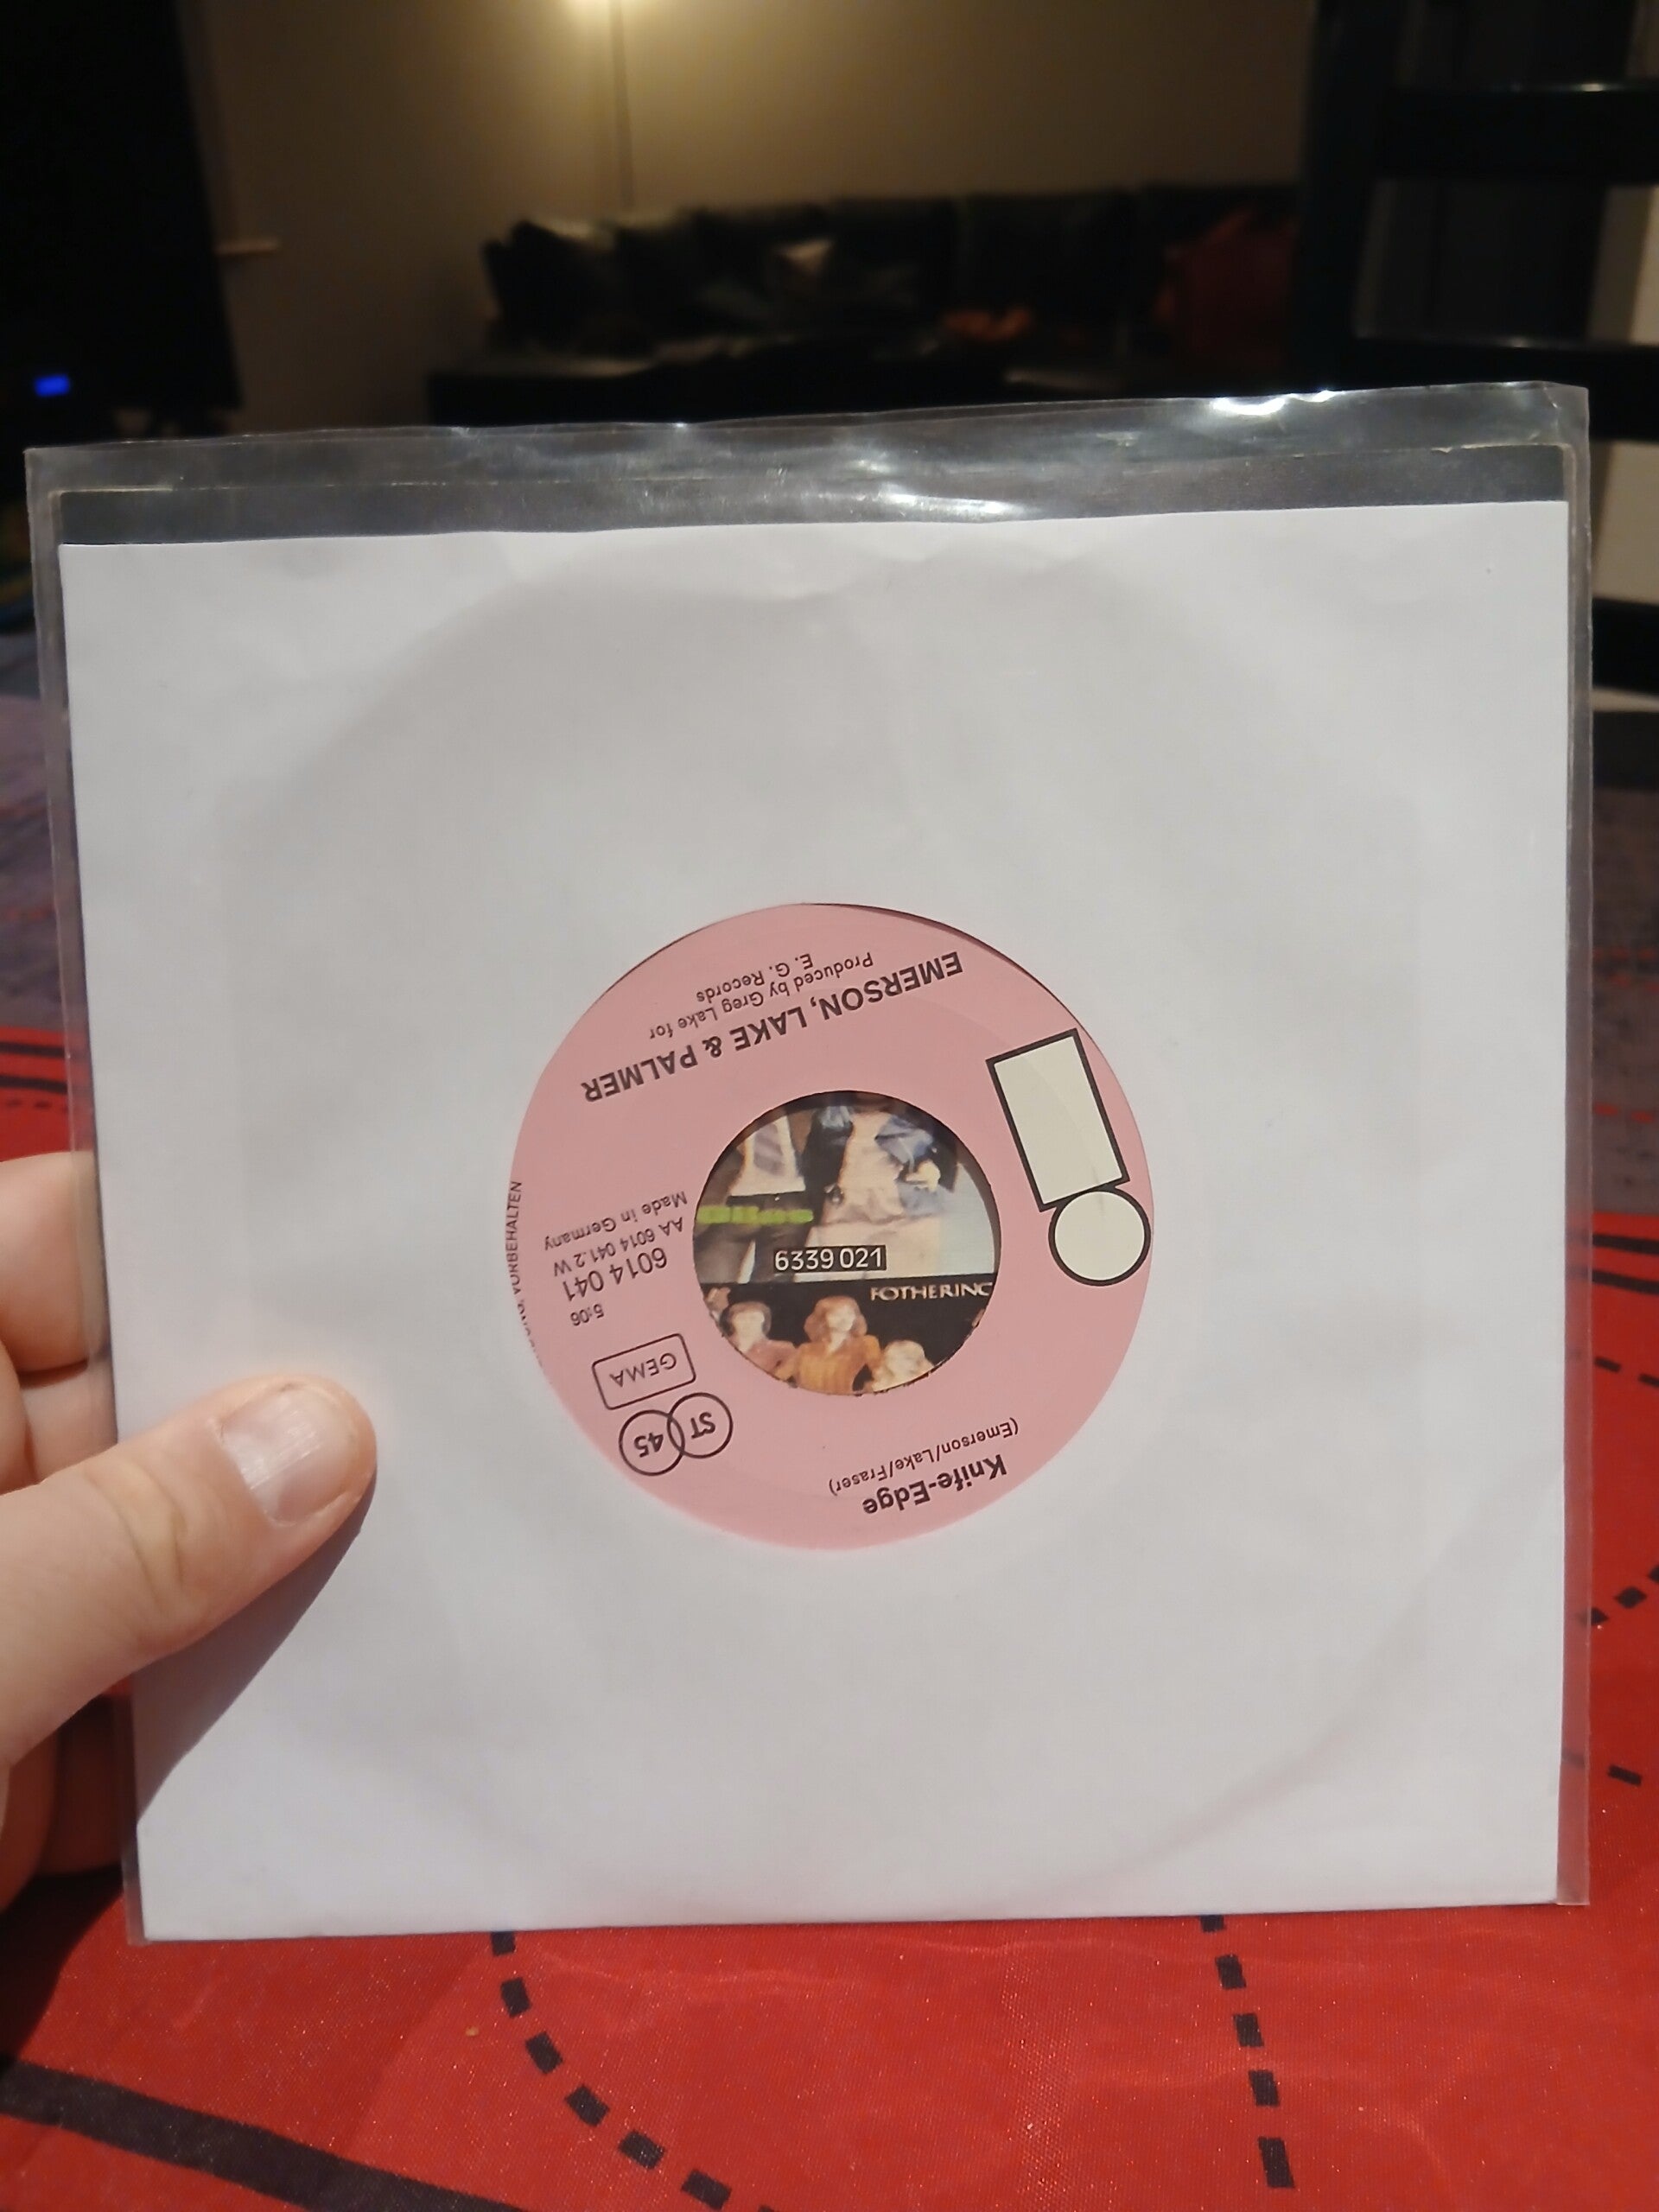 Knife-Edge
(Emerson/Lake/Fraser)
ST 45
GEMA
5:06
6014 041
AA 6014 041.2 W
Made in Germany
EMERSON, LAKE & PALMER
Produced by Greg Lake for
E. G. Records
VORBEHALTEN
6339 021
FOTHERING